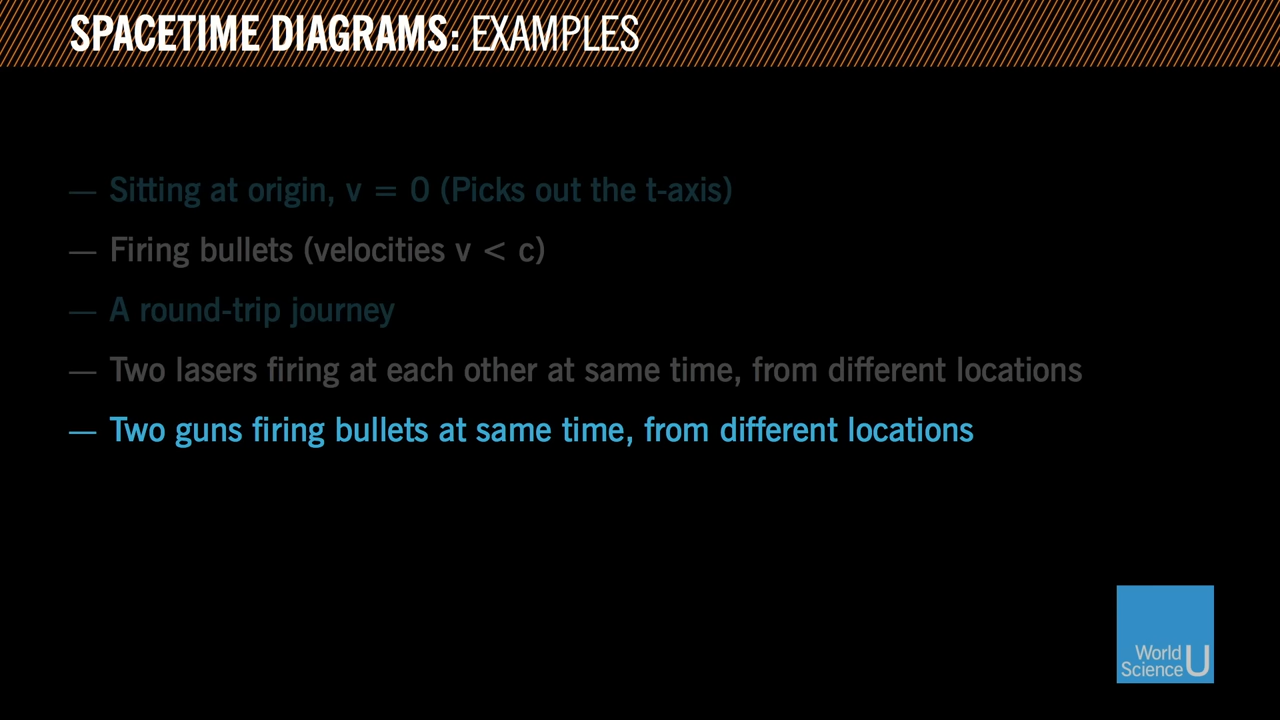 SPACETIME DIAGRAMS: EXAMPLES
— Sitting at origin, v = 0 (Picks out the t-axis)
— Firing bullets (velocities v < c)
— A round-trip journey
— Two lasers firing at each other at same time, from different locations
— Two guns firing bullets at same time, from different locations
World
Science U